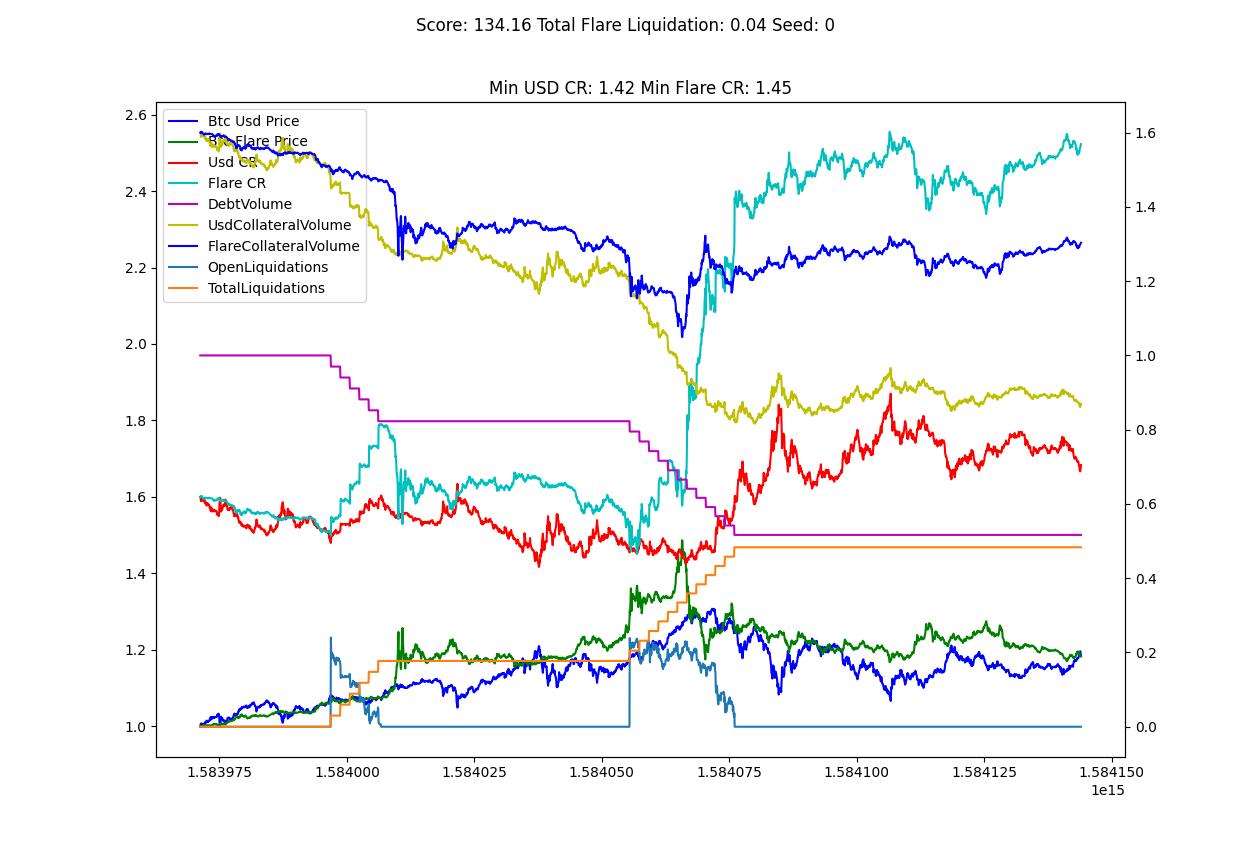 Score: 134.16 Total Flare Liquidation: 0.04 Seed: 0
Min USD CR: 1.42 Min Flare CR: 1.45
Btc Usd Price
Btc Flare Price
Usd CR
Flare CR
DebtVolume
UsdCollateralVolume
FlareCollateralVolume
OpenLiquidations
TotalLiquidations
2.6
2.4
2.2
2.0
1.8
1.6
1.4
1.2
1.0
1.6
1.4
1.2
1.0
0.8
0.6
0.4
0.2
0.0
1.583975 1.584000 1.584025 1.584050 1.584075 1.584100 1.584125 1.584150
1e15